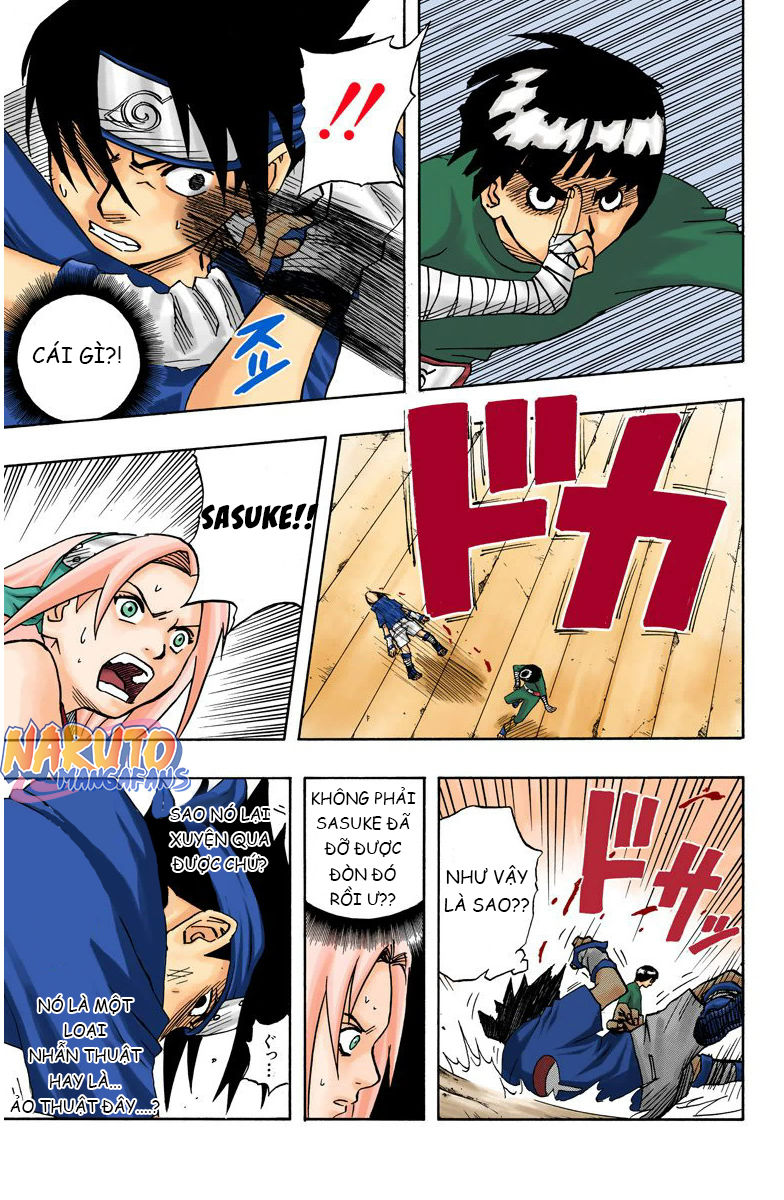 !!
CÁI GÌ?!
スッ
ドカ
SASUKE!!
NARUTO
MANGAFANS
ドサッ
NHƯ VẬY
LÀ SAO??
KHÔNG PHẢI
SASUKE ĐÃ
ĐỠ ĐƯỢC
ĐÒN ĐÓ
RỒI Ư??
SAO NÓ LẠI
XUYỆN QUA
ĐƯỢC CHỨ?
ぐっ…
NÓ LÀ MỘT
LOẠI
NHẪN THUẬT
HAY LÀ...
ẢO THUẬT ĐÂY....?